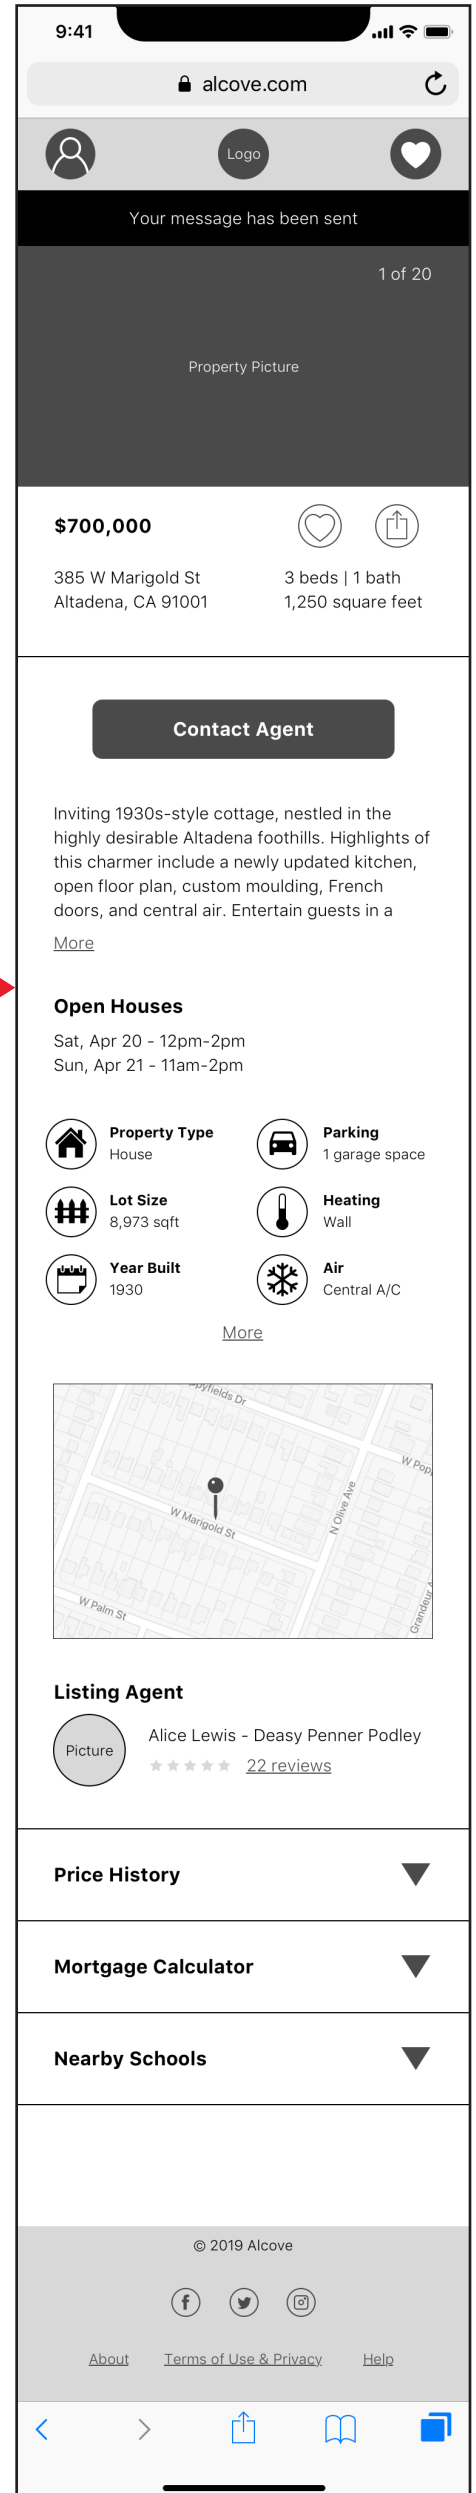 9:41
alcove.com
Logo
Your message has been sent
1 of 20
Property Picture
$700,000
385 W Marigold St
Altadena, CA 91001
3 beds | 1 bath
1,250 square feet
Contact Agent
Inviting 1930s-style cottage, nestled in the
highly desirable Altadena foothills. Highlights of
this charmer include a newly updated kitchen,
open floor plan, custom moulding, French
doors, and central air. Entertain guests in a
More
Open Houses
Sat, Apr 20 - 12pm-2pm
Sun, Apr 21 - 11am-2pm
Property Type
House
Parking
1 garage space
Lot Size
8,973 sqft
Heating
Wall
Year Built
1930
Air
Central A/C
More
ppyfields Dr
W Pop
W Marigold St
N Olive Ave
W Palm St
Grandeur A
Listing Agent
Picture
Alice Lewis - Deasy Penner Podley
22 reviews
Price History
Mortgage Calculator
Nearby Schools
© 2019 Alcove
About
Terms of Use & Privacy
Help